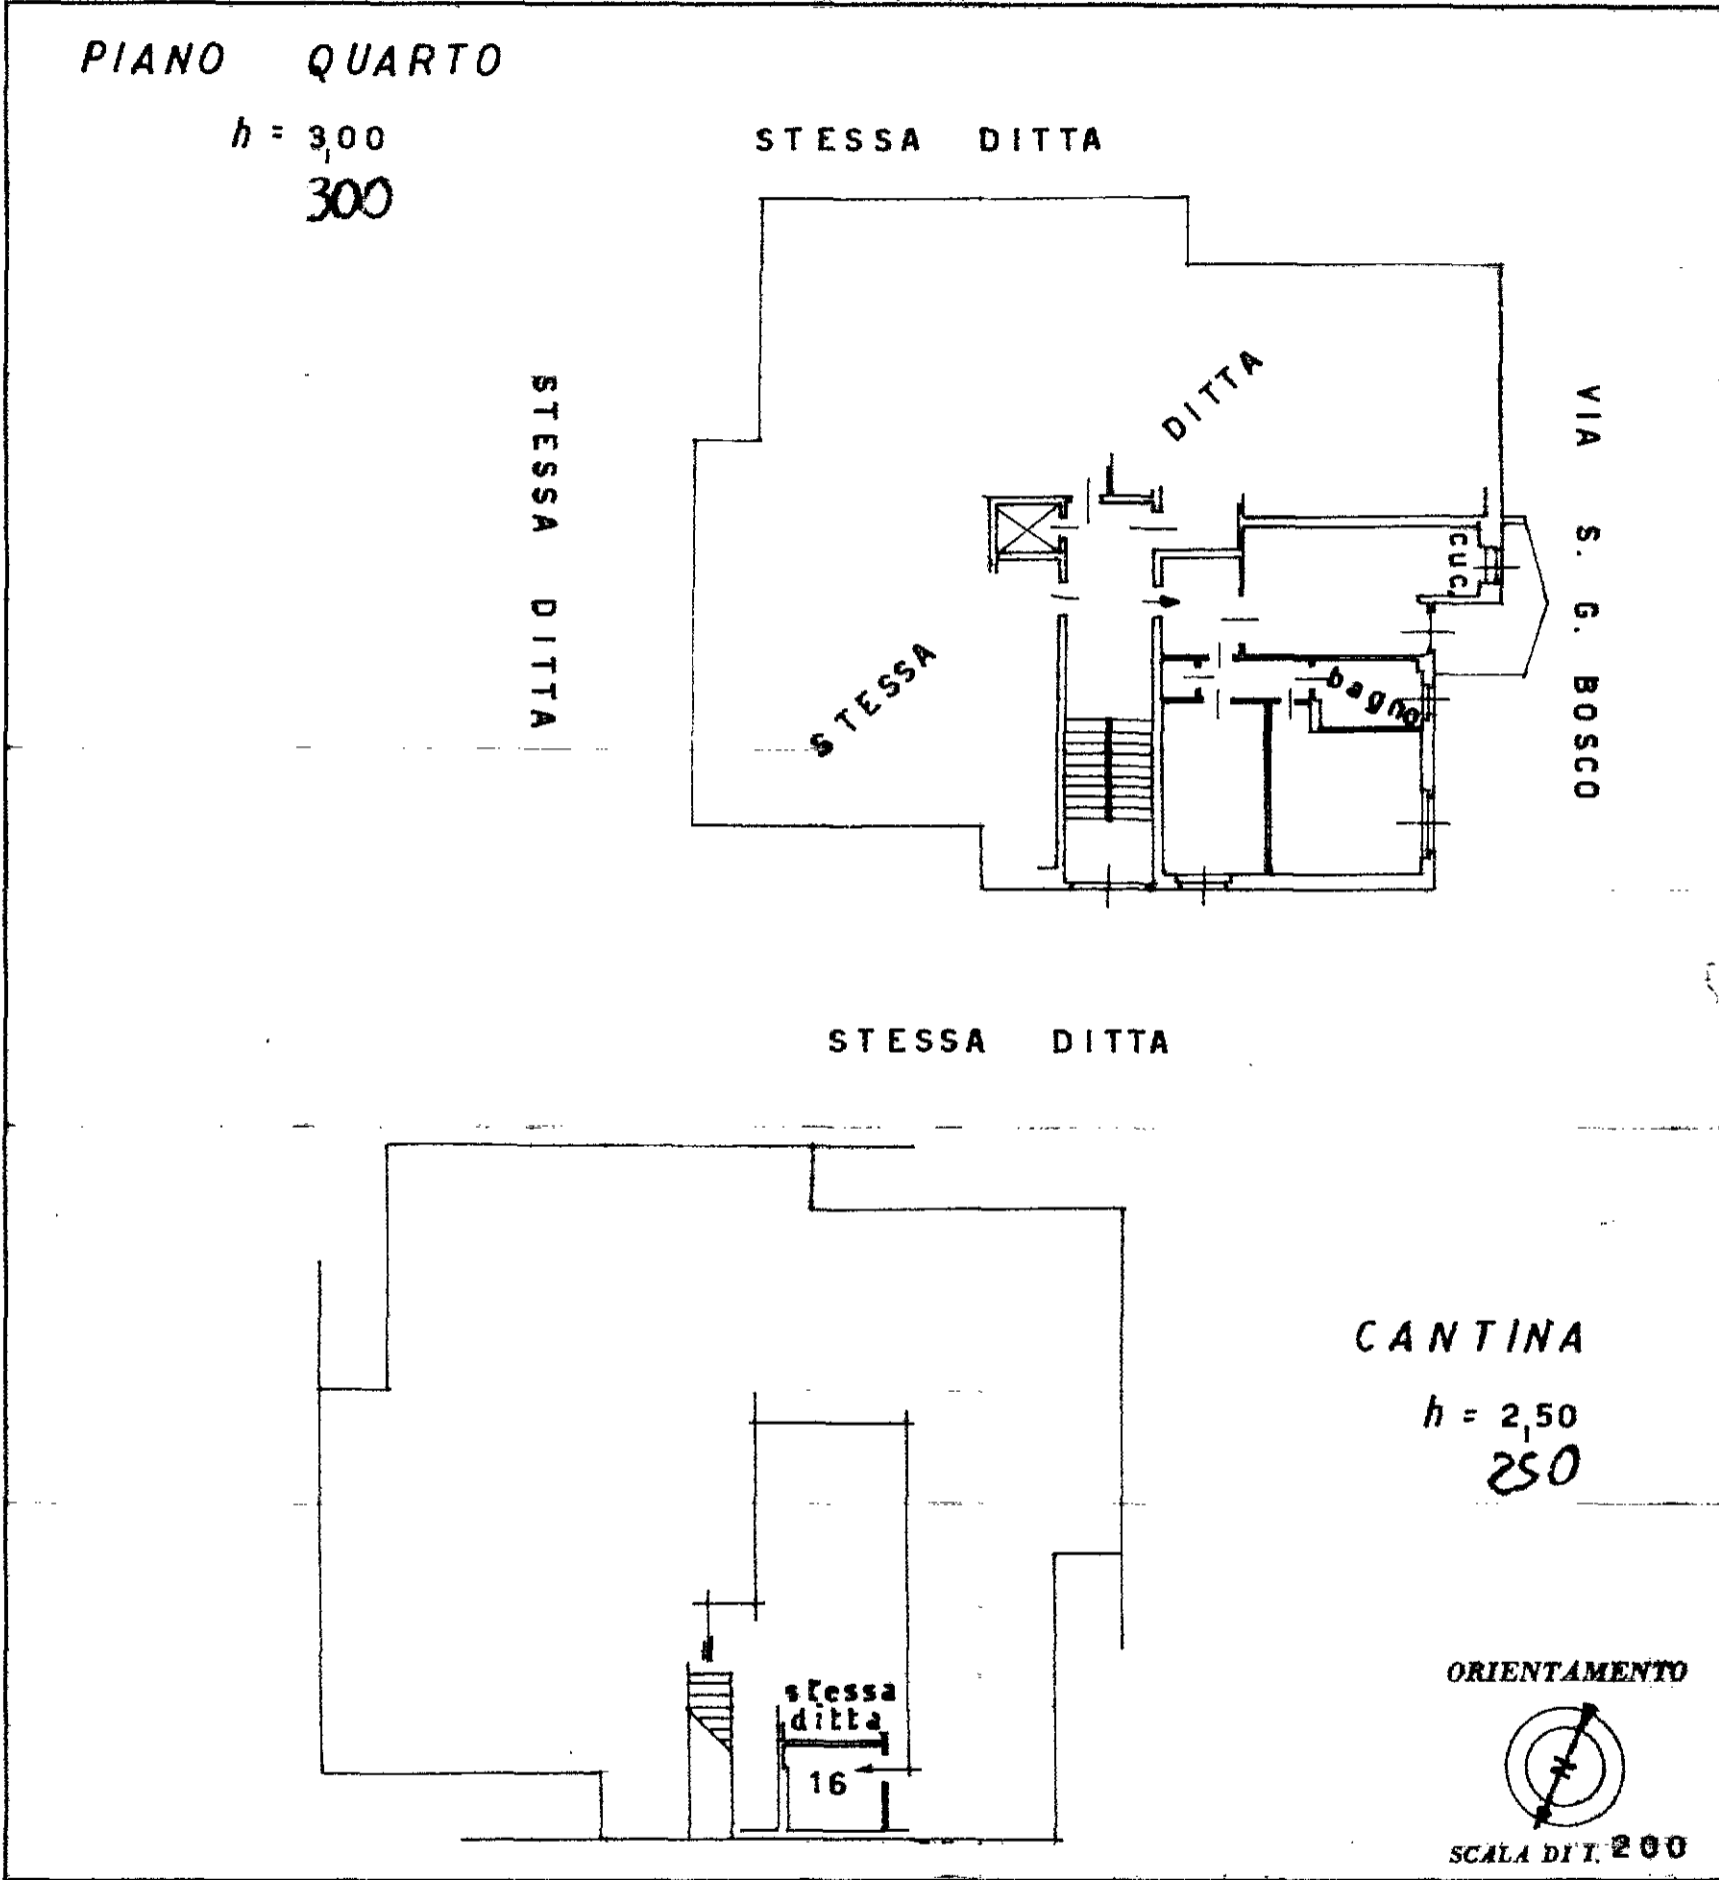 PIANO QUARTO
h = 3,00
300
STESSA DITTA
STESSA DITTA
STESSA DITTA
VIA S. G. BOSCO
cuc.
bagno
STESSA DITTA
CANTINA
h = 2,50
250
stessa
ditta
16
ORIENTAMENTO
N
SCALA DI 1: 200